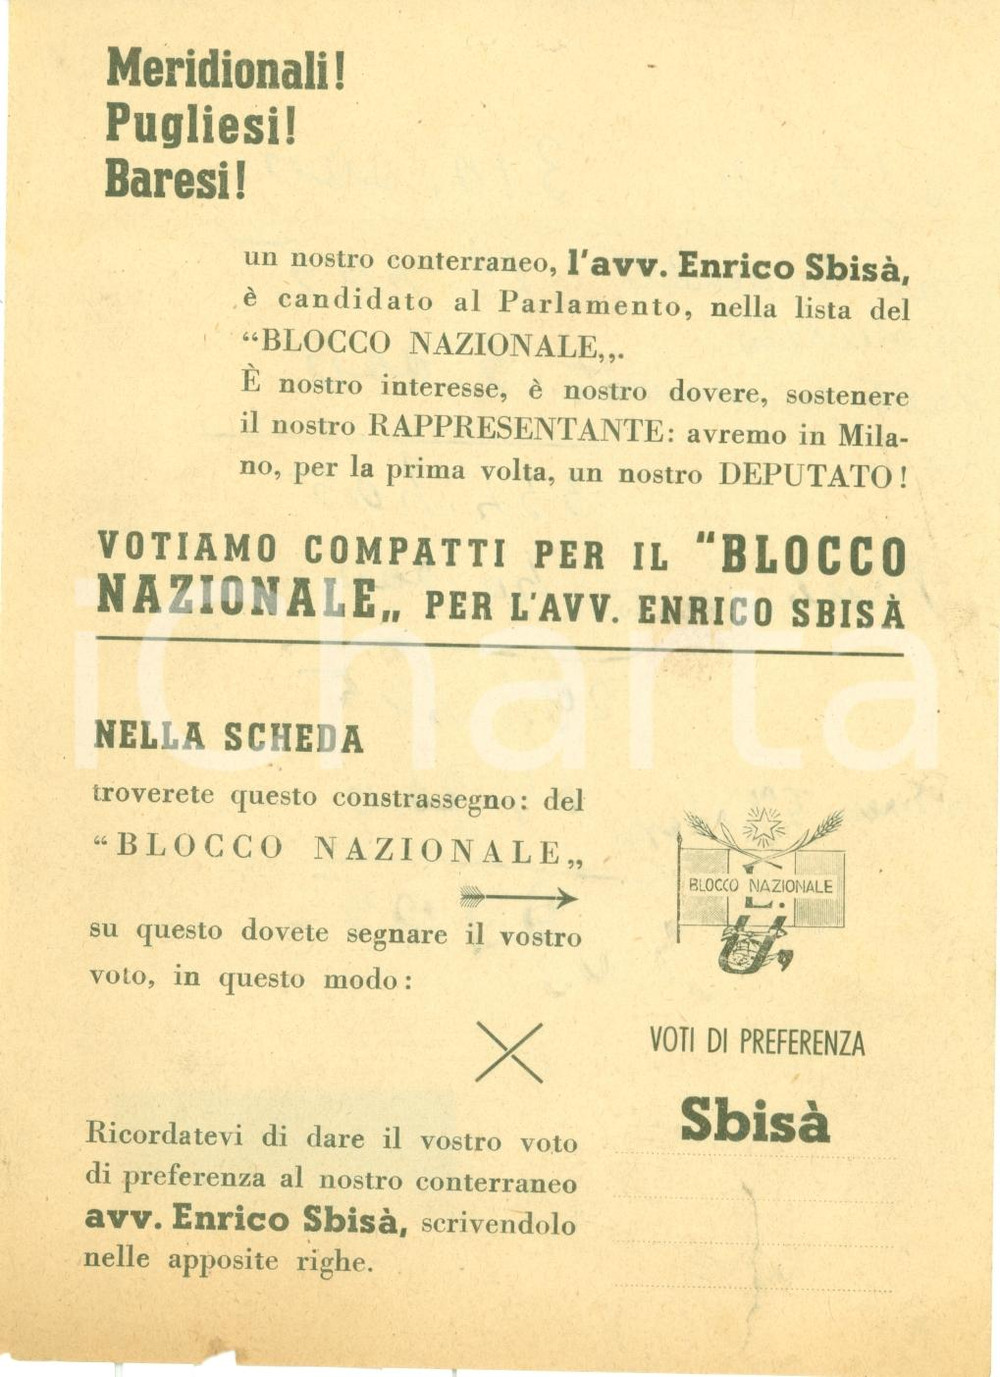 Meridionali!
Pugliesi!
Baresi!
un nostro conterraneo, l'avv. Enrico Sbisà,
è candidato al Parlamento, nella lista del
“BLOCCO NAZIONALE„.
È nostro interesse, è nostro dovere, sostenere
il nostro RAPPRESENTANTE: avremo in Mila-
no, per la prima volta, un nostro DEPUTATO!
VOTIAMO COMPATTI PER IL "BLOCCO
NAZIONALE„ PER L'AVV. ENRICO SBISÀ
iCharta
NELLA SCHEDA
troverete questo constrassegno: del
“BLOCCO NAZIONALE„
su questo dovete segnare il vostro
voto, in questo modo:
BLOCCO NAZIONALE
U.
VOTI DI PREFERENZA
Sbisà
Ricordatevi di dare il vostro voto
di preferenza al nostro conterraneo
avv. Enrico Sbisà, scrivendolo
nelle apposite righe.